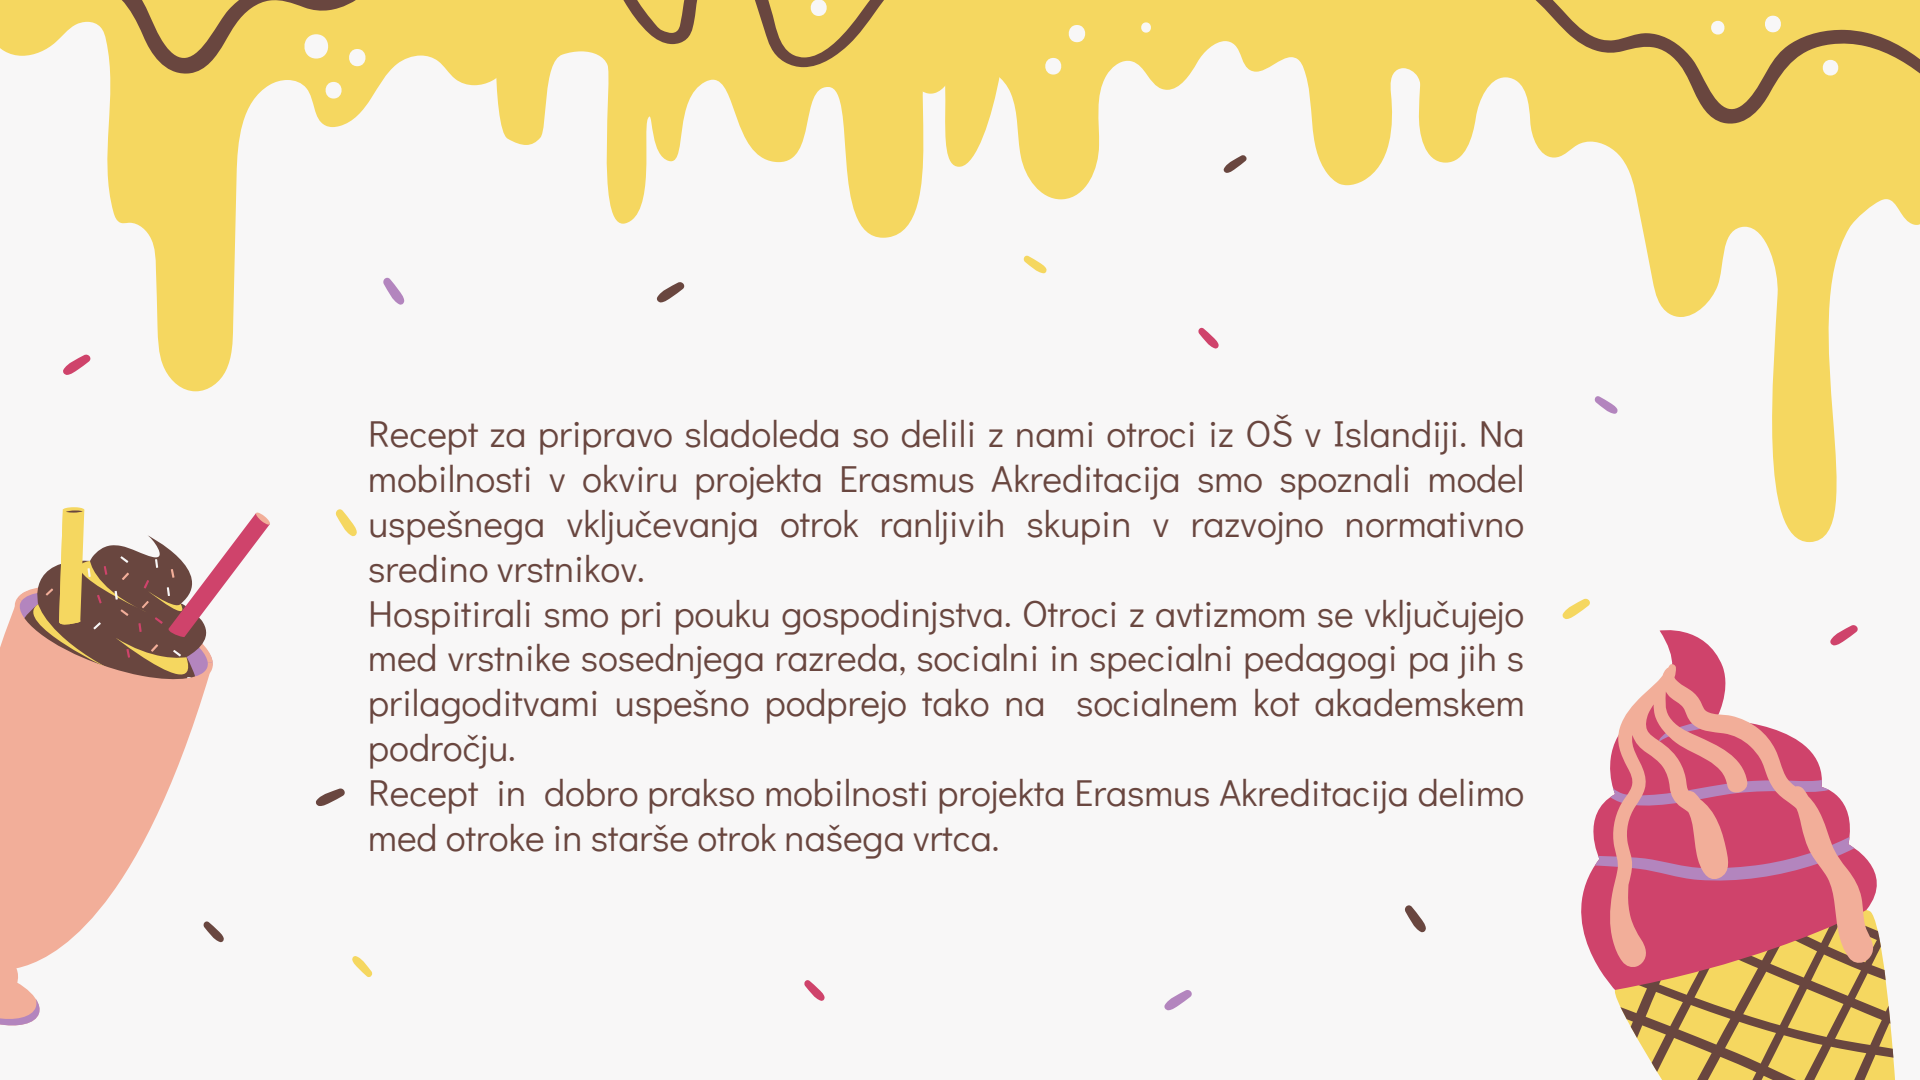 Recept za pripravo sladoleda so delili z nami otroci iz OŠ v Islandiji. Na
mobilnosti v okviru projekta Erasmus Akreditacija smo spoznali model
uspešnega vključevanja otrok ranljivih skupin v razvojno normativno
sredino vrstnikov.
Hospitirali smo pri pouku gospodinjstva. Otroci z avtizmom se vključujejo
med vrstnike sosednjega razreda, socialni in specialni pedagogi pa jih s
prilagoditvami uspešno podprejo tako na  socialnem kot akademskem
področju.
Recept  in  dobro prakso mobilnosti projekta Erasmus Akreditacija delimo
med otroke in starše otrok našega vrtca.